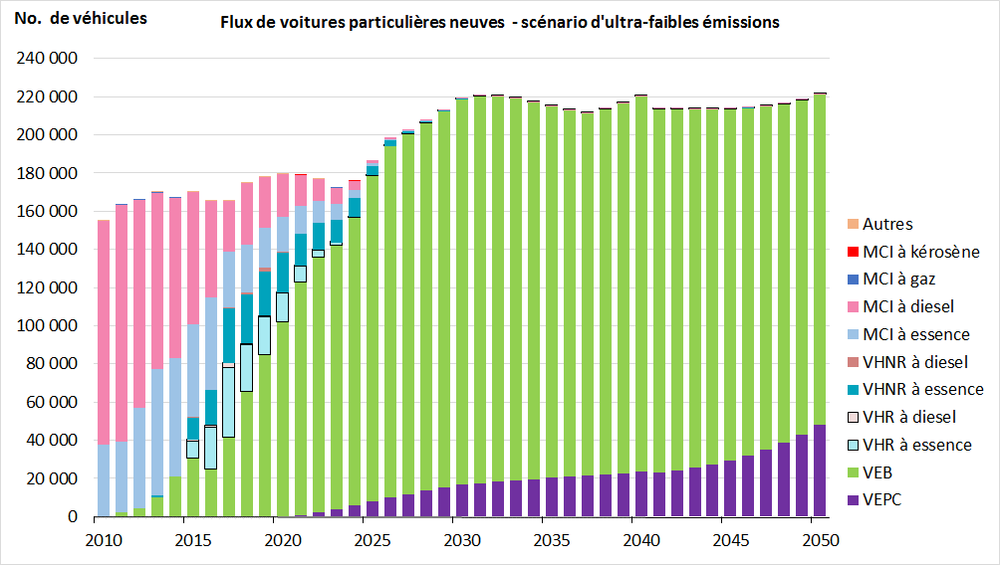 No. de véhicules
Flux de voitures particulières neuves - scénario d'ultra-faibles émissions
240 000
220 000
200 000
180 000
160 000
140 000
120 000
100 000
80 000
60 000
40 000
20 000
0
2010 2015 2020 2025 2030 2035 2040 2045 2050
Autres
MCI à kérosène
MCI à gaz
MCI à diesel
MCI à essence
VHNR à diesel
VHNR à essence
VHR à diesel
VHR à essence
VEB
VEPC